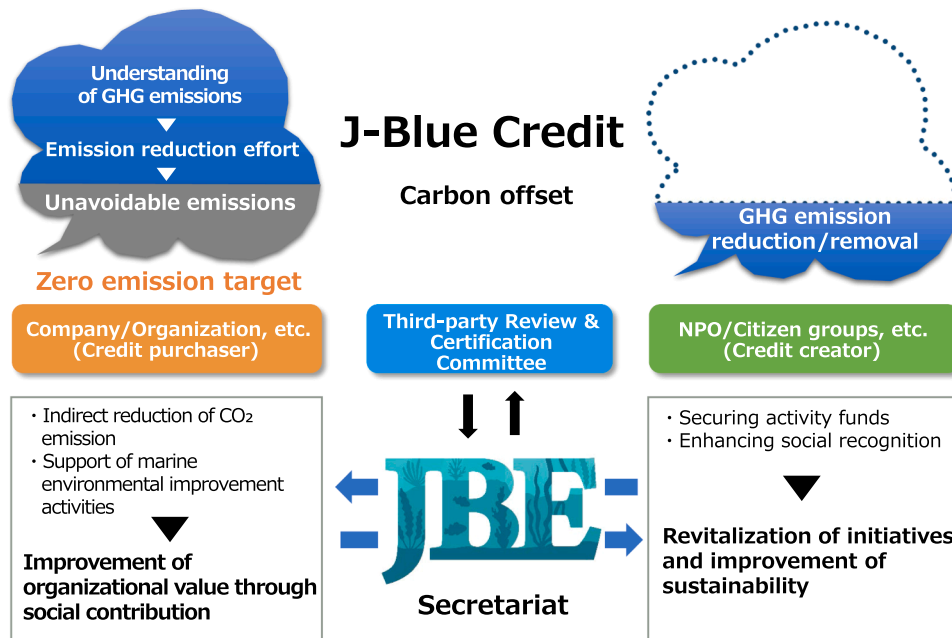 Understanding
of GHG emissions
Emission reduction effort
Unavoidable emissions
Zero emission target
J-Blue Credit
Carbon offset
GHG emission
reduction/removal
Company/Organization, etc.
(Credit purchaser)
Third-party Review &
Certification
Committee
NPO/Citizen groups, etc.
(Credit creator)
・Indirect reduction of CO₂
emission
・Support of marine
environmental improvement
activities
Improvement of
organizational value through
social contribution
JBE
Secretariat
・Securing activity funds
・Enhancing social recognition
Revitalization of initiatives
and improvement of
sustainability